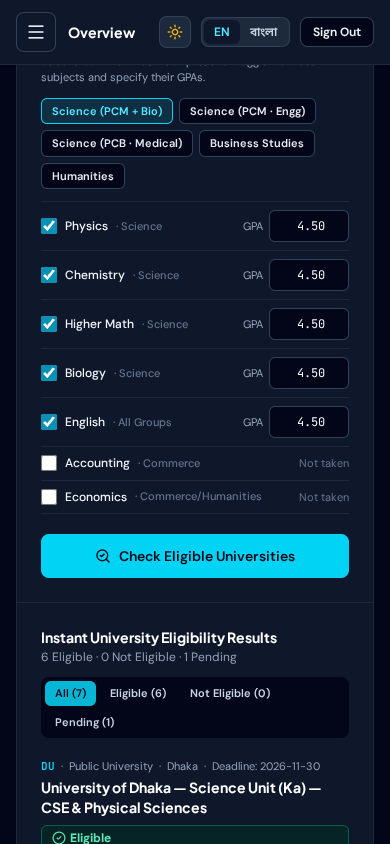 Overview
EN
বাংলা
Sign Out
subjects and specify their GPAs.
Science (PCM + Bio)
Science (PCM · Engg)
Science (PCB · Medical)
Business Studies
Humanities
Physics · Science GPA 4.50
Chemistry · Science GPA 4.50
Higher Math · Science GPA 4.50
Biology · Science GPA 4.50
English · All Groups GPA 4.50
Accounting · Commerce Not taken
Economics · Commerce/Humanities Not taken
Check Eligible Universities
Instant University Eligibility Results
6 Eligible · 0 Not Eligible · 1 Pending
All (7) Eligible (6) Not Eligible (0)
Pending (1)
DU · Public University · Dhaka · Deadline: 2026-11-30
University of Dhaka — Science Unit (Ka) —
CSE & Physical Sciences
Eligible